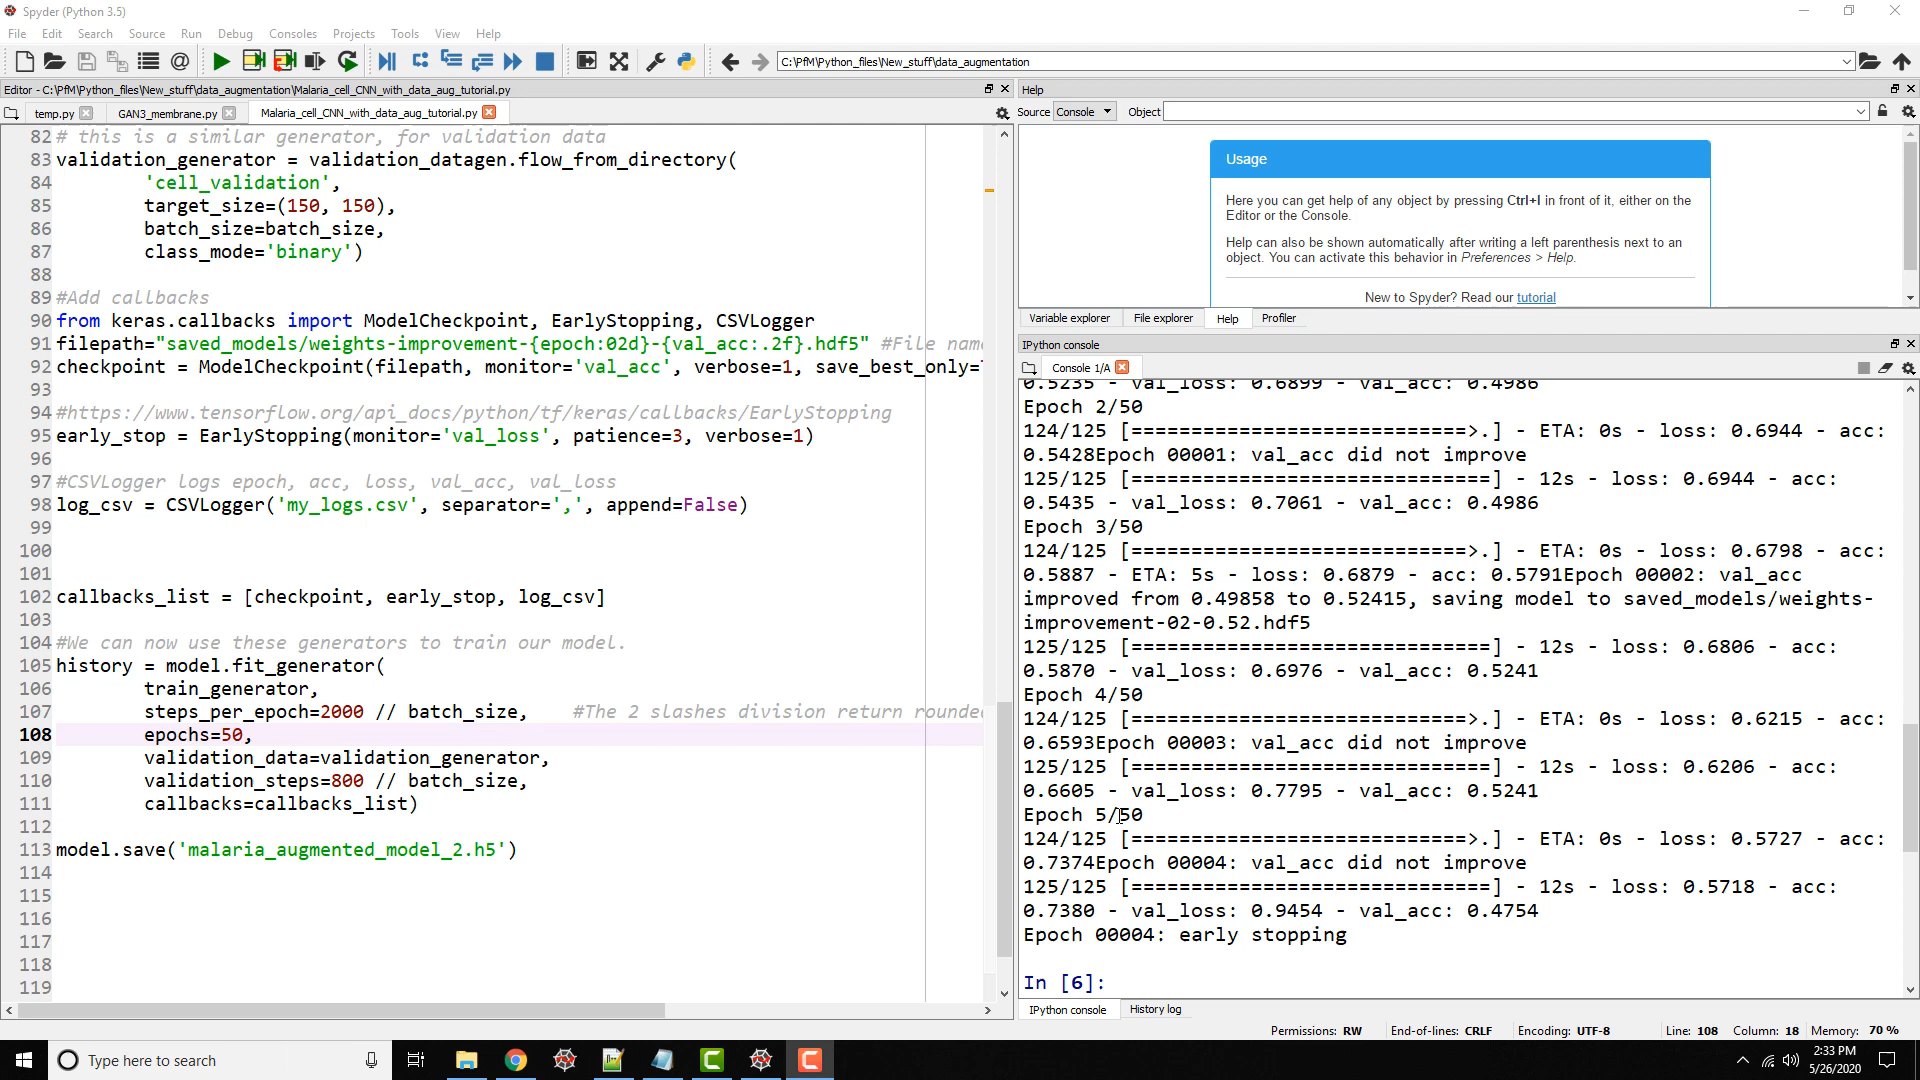 Spyder (Python 3.5)
File Edit Search Source Run Debug Consoles Projects Tools View Help
C:\PfM\Python_files\New_stuff\data_augmentation
Editor - C:\PfM\Python_files\New_stuff\data_augmentation\Malaria_cell_CNN_with_data_aug_tutorial.py
temp.py GAN3_membrane.py Malaria_cell_CNN_with_data_aug_tutorial.py
82 # this is a similar generator, for validation data
83 validation_generator = validation_datagen.flow_from_directory(
84 'cell_validation',
85 target_size=(150, 150),
86 batch_size=batch_size,
87 class_mode='binary')
88
89 #Add callbacks
90 from keras.callbacks import ModelCheckpoint, EarlyStopping, CSVLogger
91 filepath="saved_models/weights-improvement-{epoch:02d}-{val_acc:.2f}.hdf5" #File nam
92 checkpoint = ModelCheckpoint(filepath, monitor='val_acc', verbose=1, save_best_only=
93
94 #https://www.tensorflow.org/api_docs/python/tf/keras/callbacks/EarlyStopping
95 early_stop = EarlyStopping(monitor='val_loss', patience=3, verbose=1)
96
97 #CSVLogger logs epoch, acc, loss, val_acc, val_loss
98 log_csv = CSVLogger('my_logs.csv', separator=',', append=False)
99
100
101
102 callbacks_list = [checkpoint, early_stop, log_csv]
103
104 #We can now use these generators to train our model.
105 history = model.fit_generator(
106 train_generator,
107 steps_per_epoch=2000 // batch_size, #The 2 slashes division return rounde
108 epochs=50,
109 validation_data=validation_generator,
110 validation_steps=800 // batch_size,
111 callbacks=callbacks_list)
112
113 model.save('malaria_augmented_model_2.h5')
114
115
116
117
118
119
Help
Source Console Object
Usage
Here you can get help of any object by pressing Ctrl+I in front of it, either on the
Editor or the Console.
Help can also be shown automatically after writing a left parenthesis next to an
object. You can activate this behavior in Preferences > Help.
New to Spyder? Read our tutorial
Variable explorer File explorer Help Profiler
IPython console
Console 1/A
0.5235 - val_loss: 0.6899 - val_acc: 0.4986
Epoch 2/50
124/125 [============================>.] - ETA: 0s - loss: 0.6944 - acc:
0.5428Epoch 00001: val_acc did not improve
125/125 [==============================] - 12s - loss: 0.6944 - acc:
0.5435 - val_loss: 0.7061 - val_acc: 0.4986
Epoch 3/50
124/125 [============================>.] - ETA: 0s - loss: 0.6798 - acc:
0.5887 - ETA: 5s - loss: 0.6879 - acc: 0.5791Epoch 00002: val_acc
improved from 0.49858 to 0.52415, saving model to saved_models/weights-
improvement-02-0.52.hdf5
125/125 [==============================] - 12s - loss: 0.6806 - acc:
0.5870 - val_loss: 0.6976 - val_acc: 0.5241
Epoch 4/50
124/125 [============================>.] - ETA: 0s - loss: 0.6215 - acc:
0.6593Epoch 00003: val_acc did not improve
125/125 [==============================] - 12s - loss: 0.6206 - acc:
0.6605 - val_loss: 0.7795 - val_acc: 0.5241
Epoch 5/50
124/125 [============================>.] - ETA: 0s - loss: 0.5727 - acc:
0.7374Epoch 00004: val_acc did not improve
125/125 [==============================] - 12s - loss: 0.5718 - acc:
0.7380 - val_loss: 0.9454 - val_acc: 0.4754
Epoch 00004: early stopping
In [6]:
IPython console History log
Permissions: RW End-of-lines: CRLF Encoding: UTF-8 Line: 108 Column: 18 Memory: 70 %
Type here to search
2:33 PM
5/26/2020